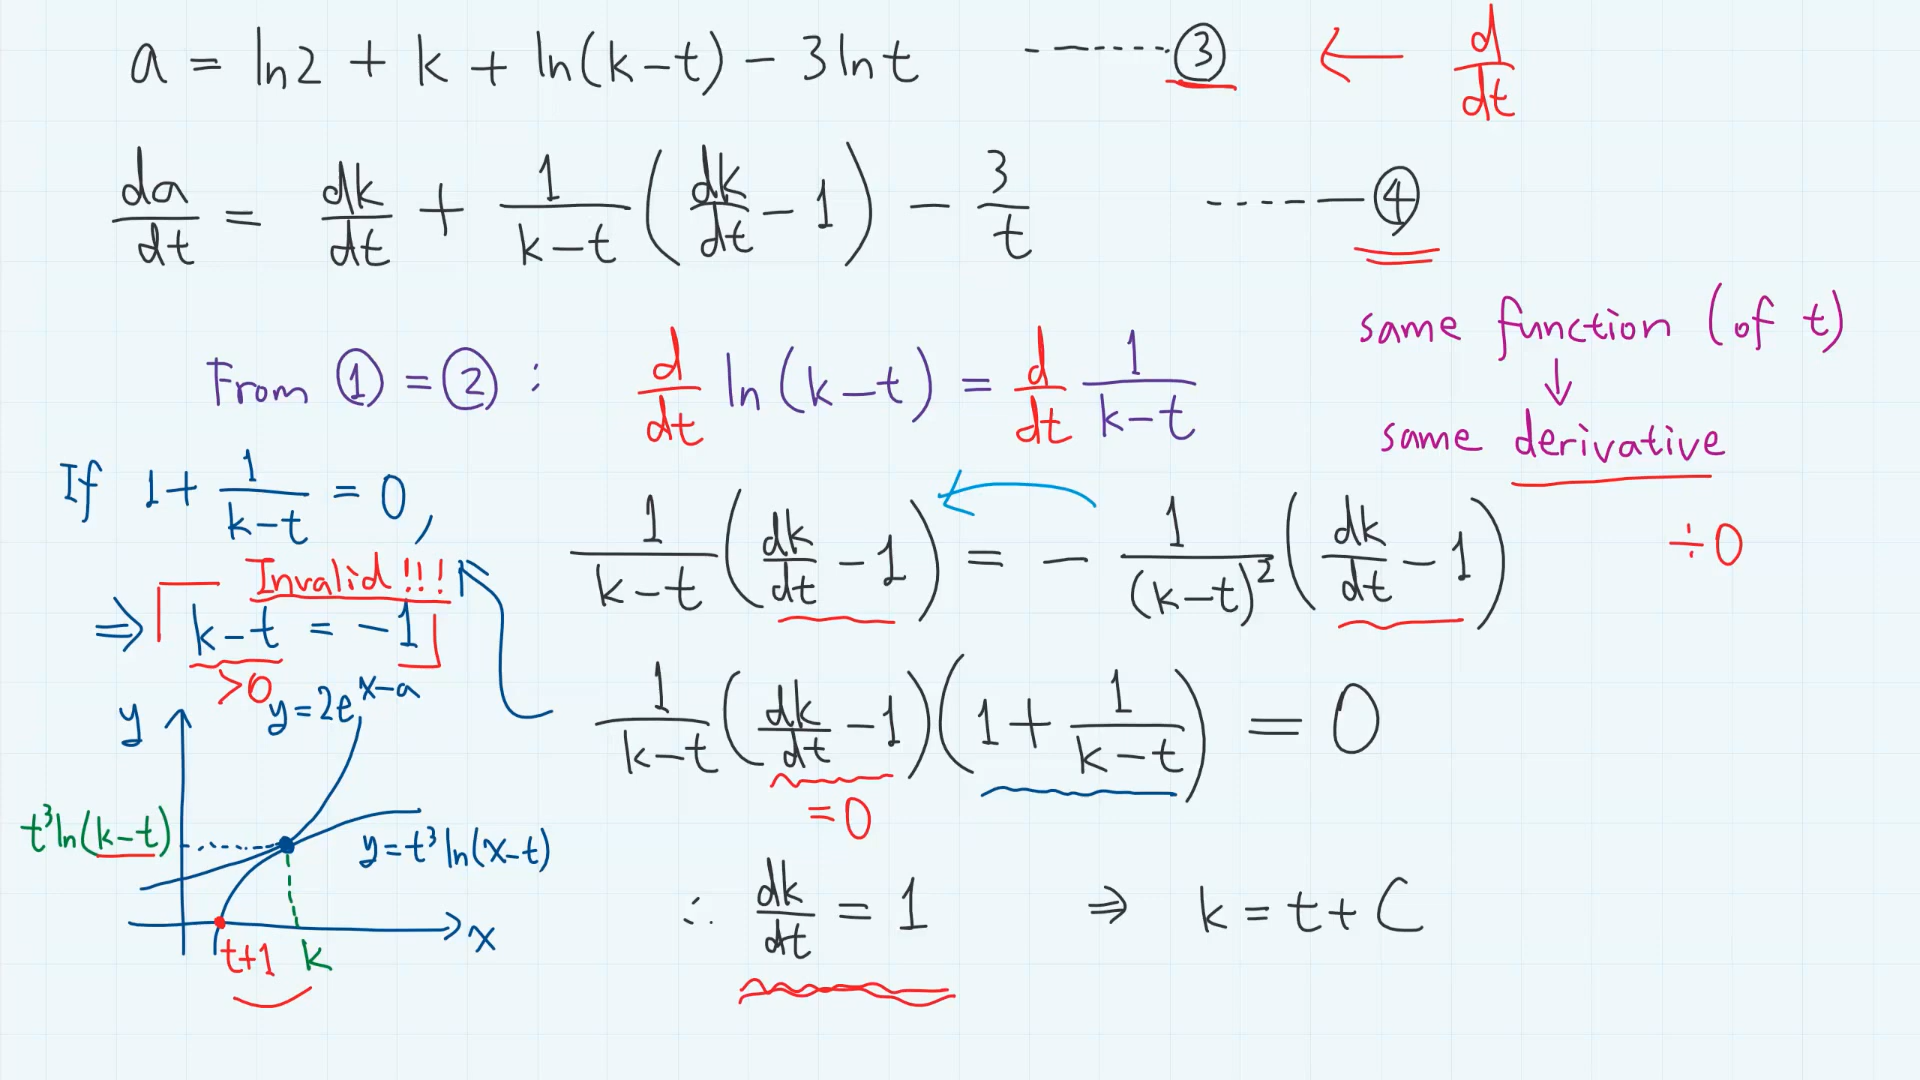 a = ln2 + k + ln(k-t) - 3lnt -------- ③ ← d/dt
da/dt = dk/dt + 1/(k-t) (dk/dt - 1) - 3/t -------- ④
same function (of t)
↓
same derivative
From ① = ② : d/dt ln(k-t) = d/dt 1/(k-t)
If 1 + 1/(k-t) = 0,
Invalid!!!
⇒ k-t = -1
>0
1/(k-t) (dk/dt - 1) = - 1/(k-t)² (dk/dt - 1)
÷0
1/(k-t) (dk/dt - 1)(1 + 1/(k-t)) = 0
= 0
∴ dk/dt = 1 ⇒ k = t + C
y
y = 2e^(x-a)
t³ln(k-t)
y = t³ln(x-t)
x
t+1
k